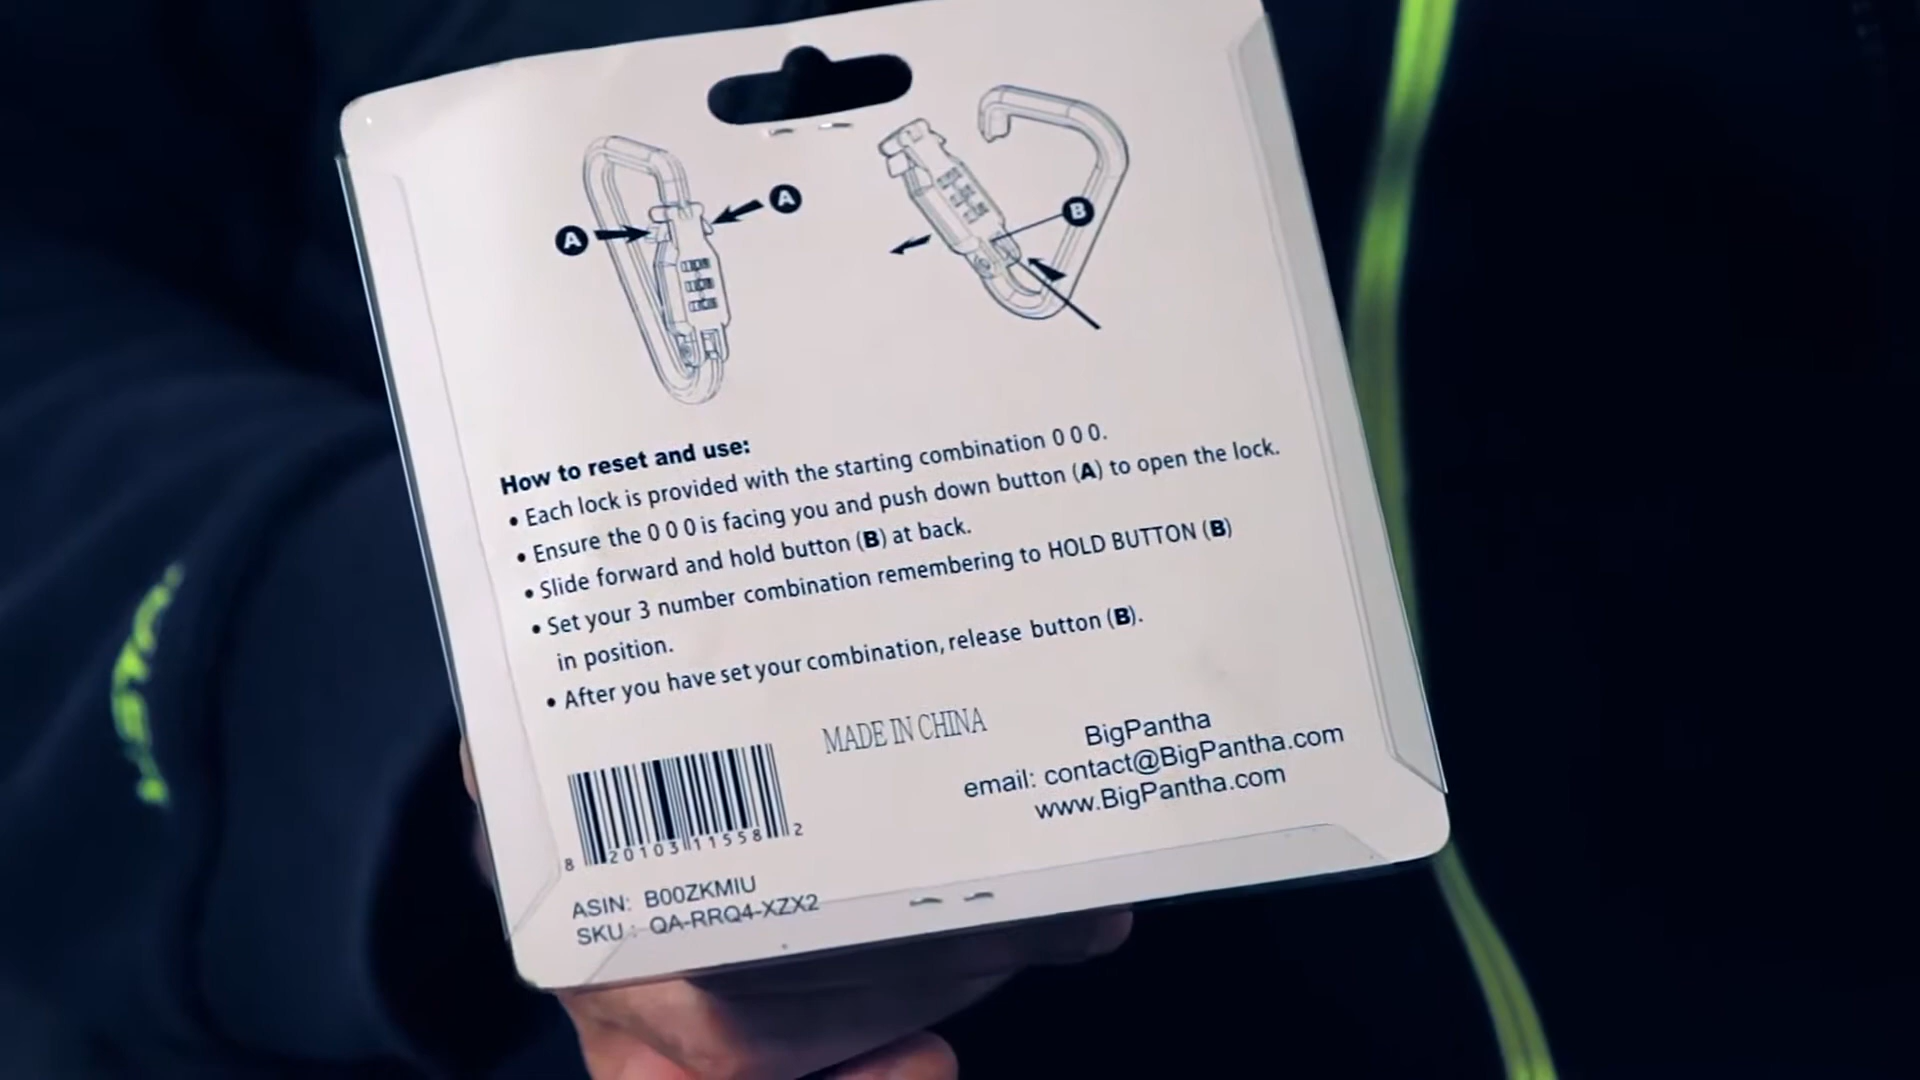 A
A
B
How to reset and use:
• Each lock is provided with the starting combination 0 0 0.
• Ensure the 0 0 0 is facing you and push down button (A) to open the lock.
• Slide forward and hold button (B) at back.
• Set your 3 number combination remembering to HOLD BUTTON (B)
in position.
• After you have set your combination, release button (B).
MADE IN CHINA
BigPantha
email: contact@BigPantha.com
www.BigPantha.com
8 20103 11558 2
ASIN: B00ZKMIU
SKU : QA-RRQ4-XZX2